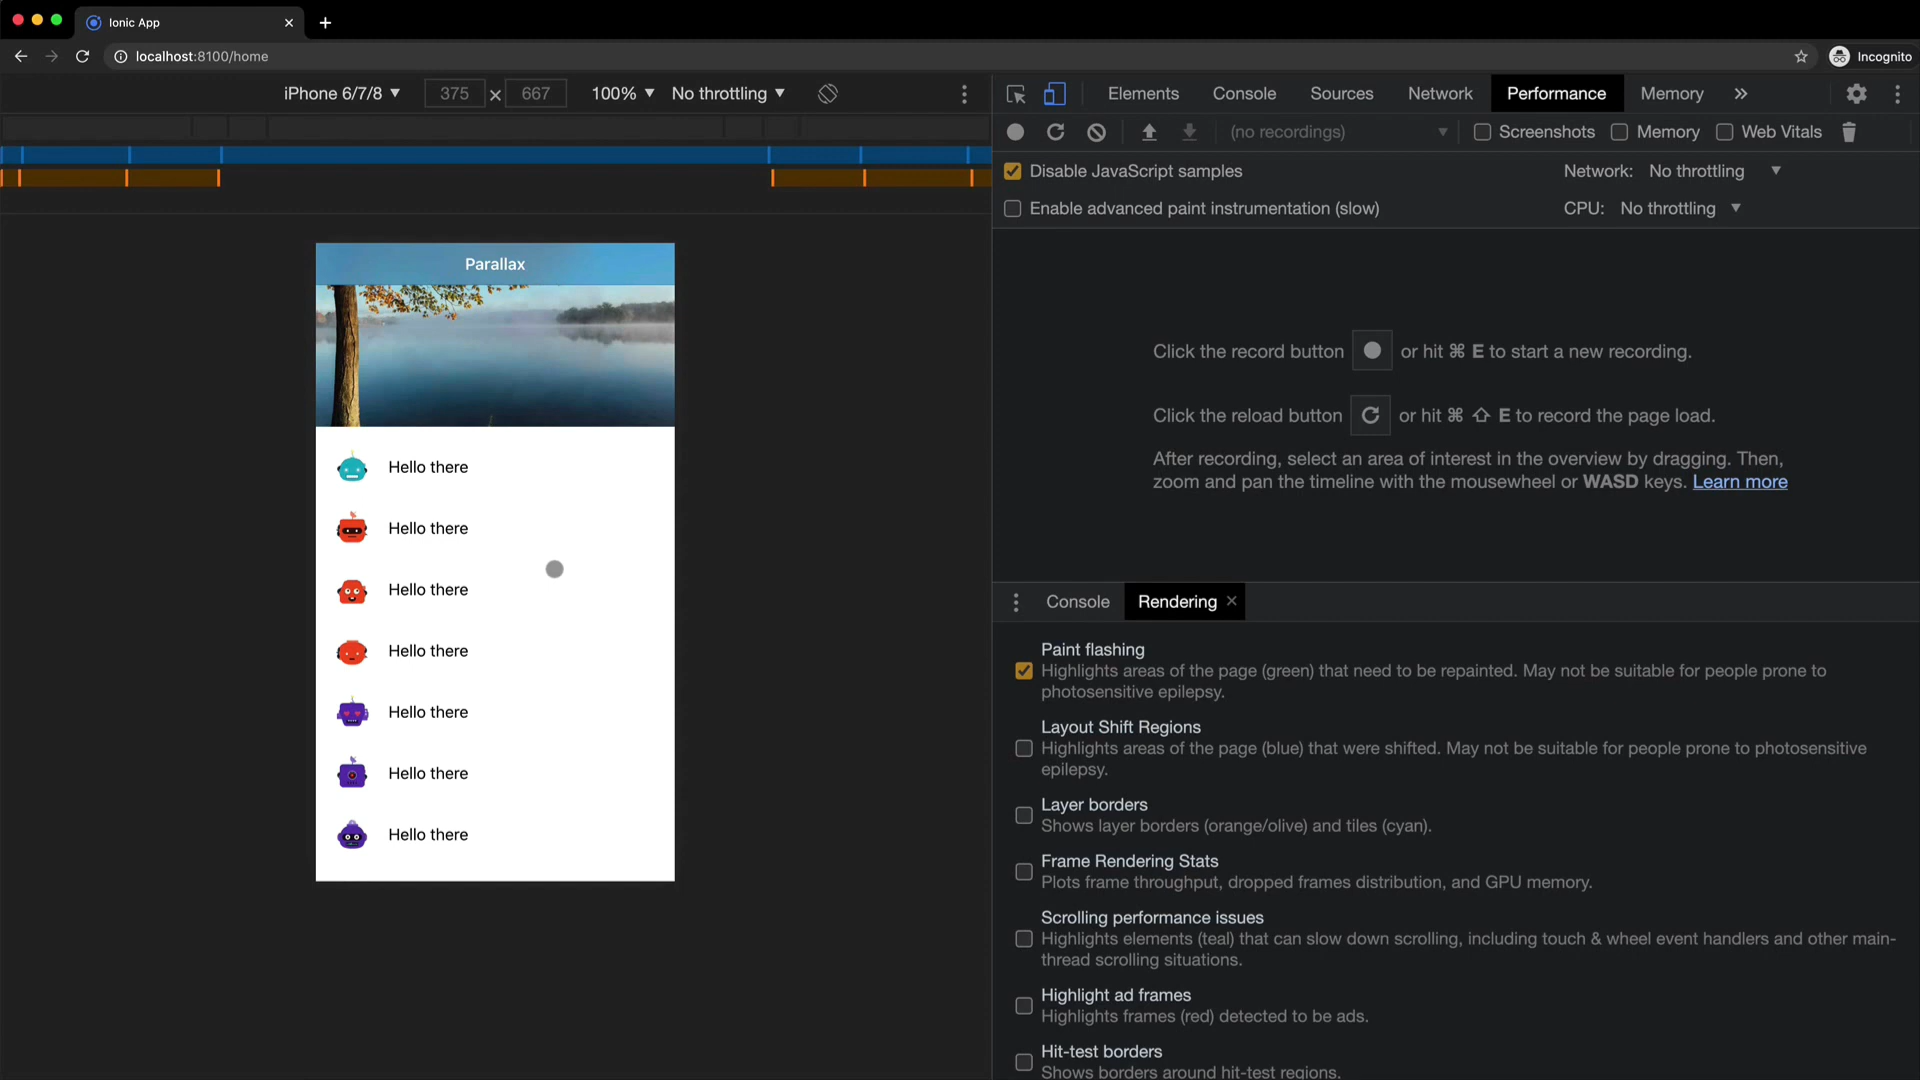 Ionic App
localhost:8100/home
Incognito
iPhone 6/7/8
375 × 667
100%
No throttling
Elements
Console
Sources
Network
Performance
Memory
(no recordings)
Screenshots
Memory
Web Vitals
Disable JavaScript samples
Network: No throttling
Enable advanced paint instrumentation (slow)
CPU: No throttling
Parallax
Hello there
Hello there
Hello there
Hello there
Hello there
Hello there
Hello there
Click the record button or hit ⌘ E to start a new recording.
Click the reload button or hit ⌘ ⇧ E to record the page load.
After recording, select an area of interest in the overview by dragging. Then,
zoom and pan the timeline with the mousewheel or WASD keys. Learn more
Console
Rendering
Paint flashing
Highlights areas of the page (green) that need to be repainted. May not be suitable for people prone to
photosensitive epilepsy.
Layout Shift Regions
Highlights areas of the page (blue) that were shifted. May not be suitable for people prone to photosensitive
epilepsy.
Layer borders
Shows layer borders (orange/olive) and tiles (cyan).
Frame Rendering Stats
Plots frame throughput, dropped frames distribution, and GPU memory.
Scrolling performance issues
Highlights elements (teal) that can slow down scrolling, including touch & wheel event handlers and other main-
thread scrolling situations.
Highlight ad frames
Highlights frames (red) detected to be ads.
Hit-test borders
Shows borders around hit-test regions.